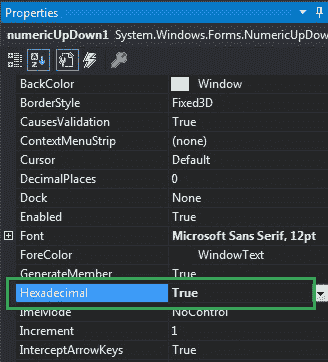 Properties
numericUpDown1 System.Windows.Forms.NumericUpDow
BackColor Window
BorderStyle Fixed3D
CausesValidation True
ContextMenuStrip (none)
Cursor Default
DecimalPlaces 0
Dock None
Enabled True
Font Microsoft Sans Serif, 12pt
ForeColor WindowText
GenerateMember True
Hexadecimal True
ImeMode NoControl
Increment 1
InterceptArrowKeys True